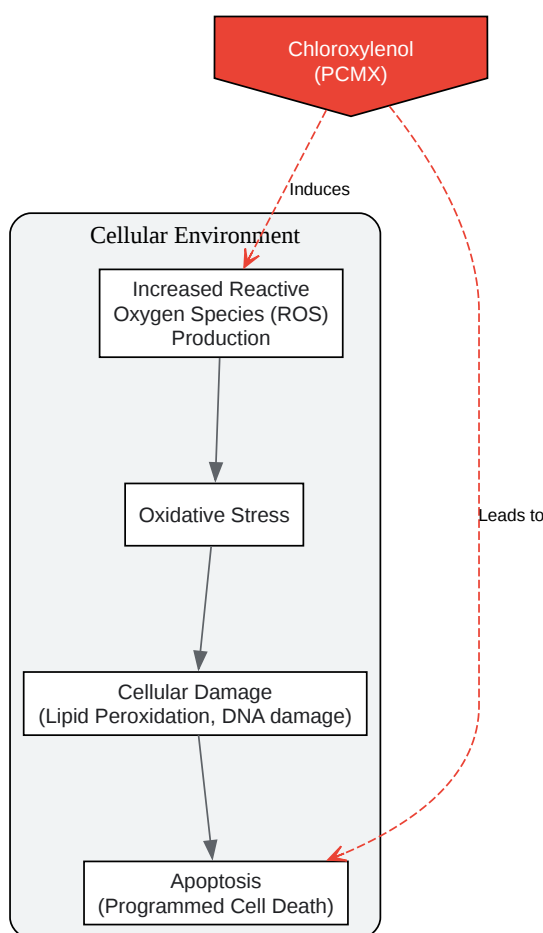 Chloroxylenol
(PCMX)
Induces
Cellular Environment
Increased Reactive
Oxygen Species (ROS)
Production
Oxidative Stress
Leads to
Cellular Damage
(Lipid Peroxidation, DNA damage)
Apoptosis
(Programmed Cell Death)